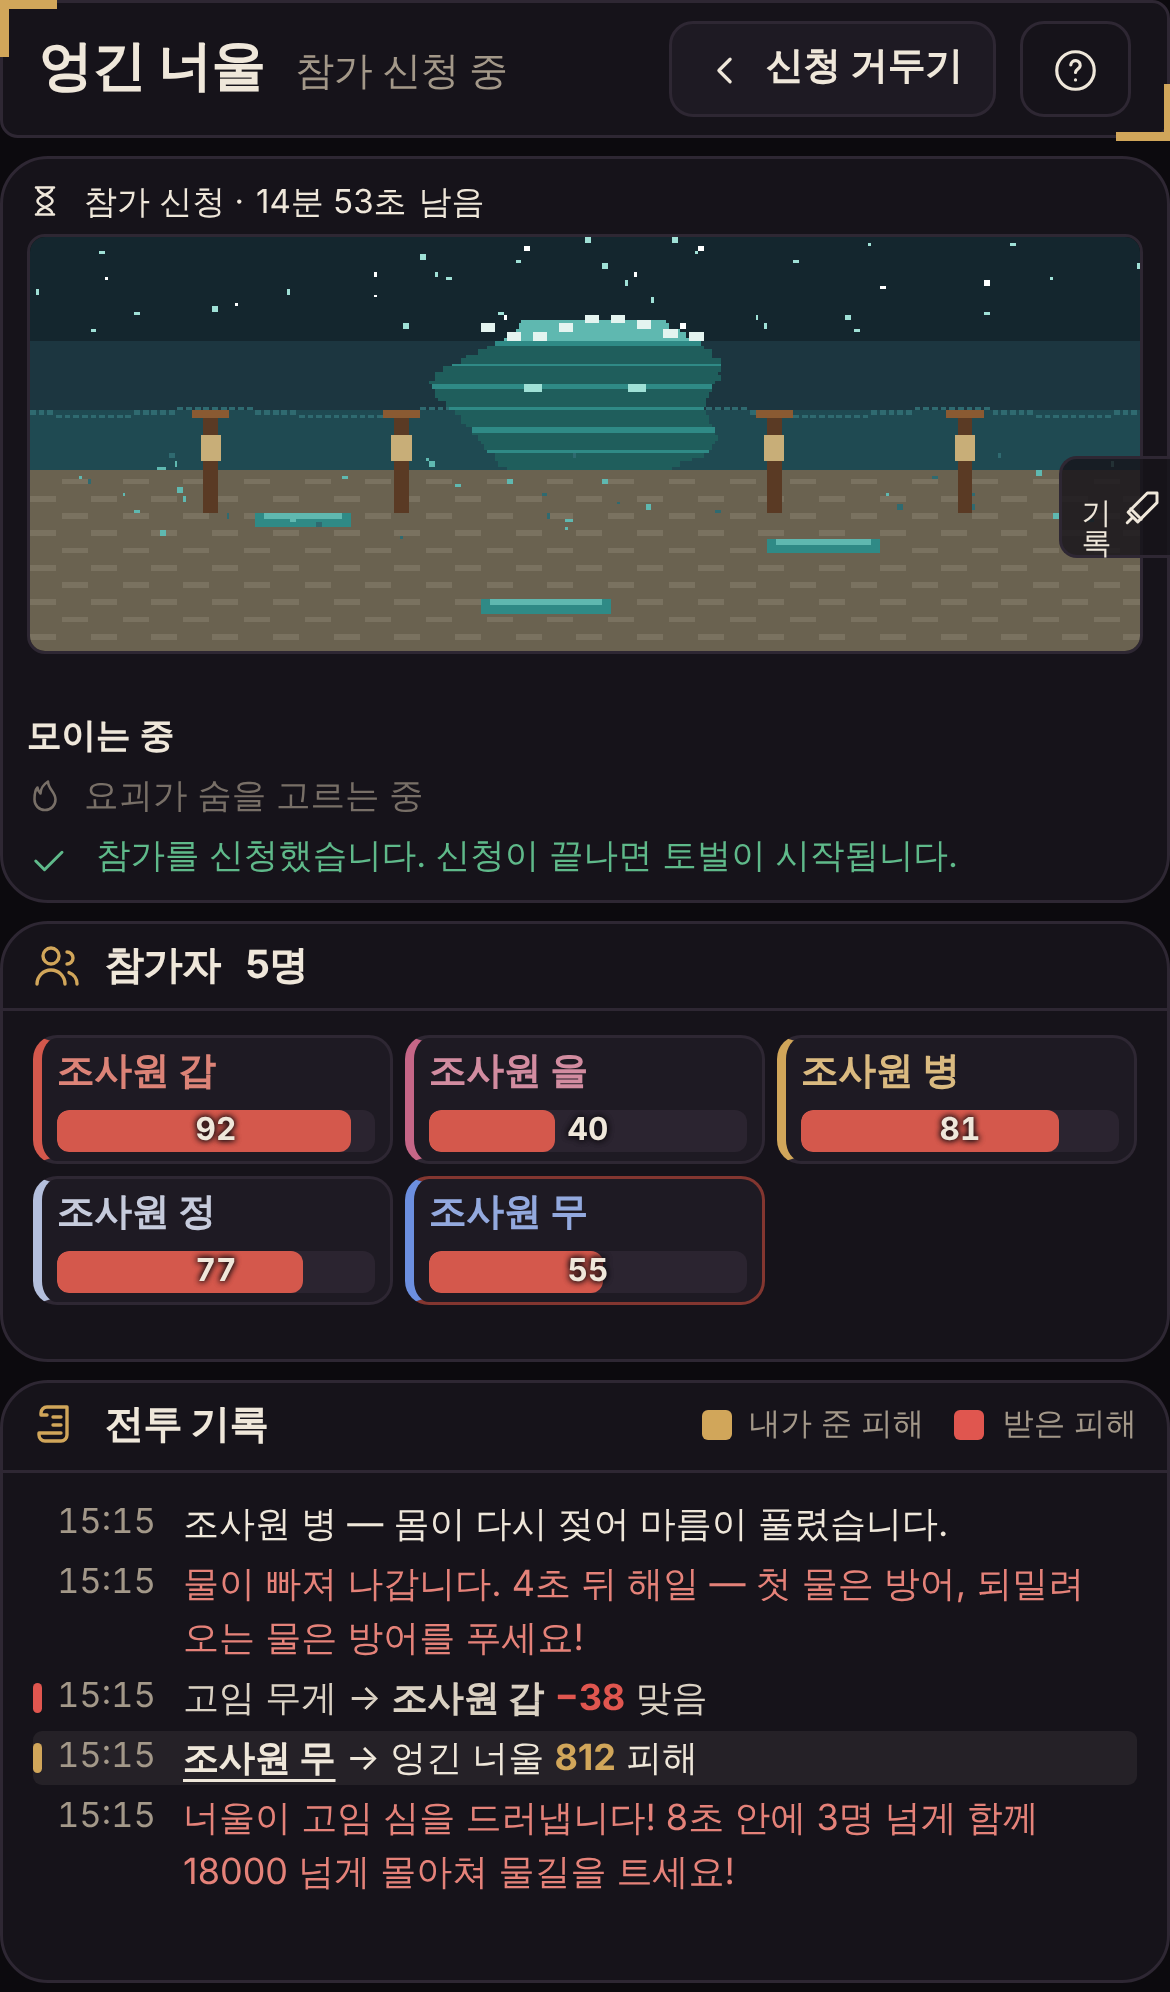 엉긴 너울 참가 신청 중 신청 거두기
참가 신청 · 14분 53초 남음
기록
모이는 중
요괴가 숨을 고르는 중
참가를 신청했습니다. 신청이 끝나면 토벌이 시작됩니다.
참가자 5명
조사원 갑 조사원 을 조사원 병
92 40 81
조사원 정 조사원 무
77 55
전투 기록 내가 준 피해 받은 피해
15:15 조사원 병 — 몸이 다시 젖어 마름이 풀렸습니다.
15:15 물이 빠져 나갑니다. 4초 뒤 해일 — 첫 물은 방어, 되밀려
오는 물은 방어를 푸세요!
15:15 고임 무게 → 조사원 갑 −38 맞음
15:15 조사원 무 → 엉긴 너울 812 피해
15:15 너울이 고임 심을 드러냅니다! 8초 안에 3명 넘게 함께
18000 넘게 몰아쳐 물길을 트세요!